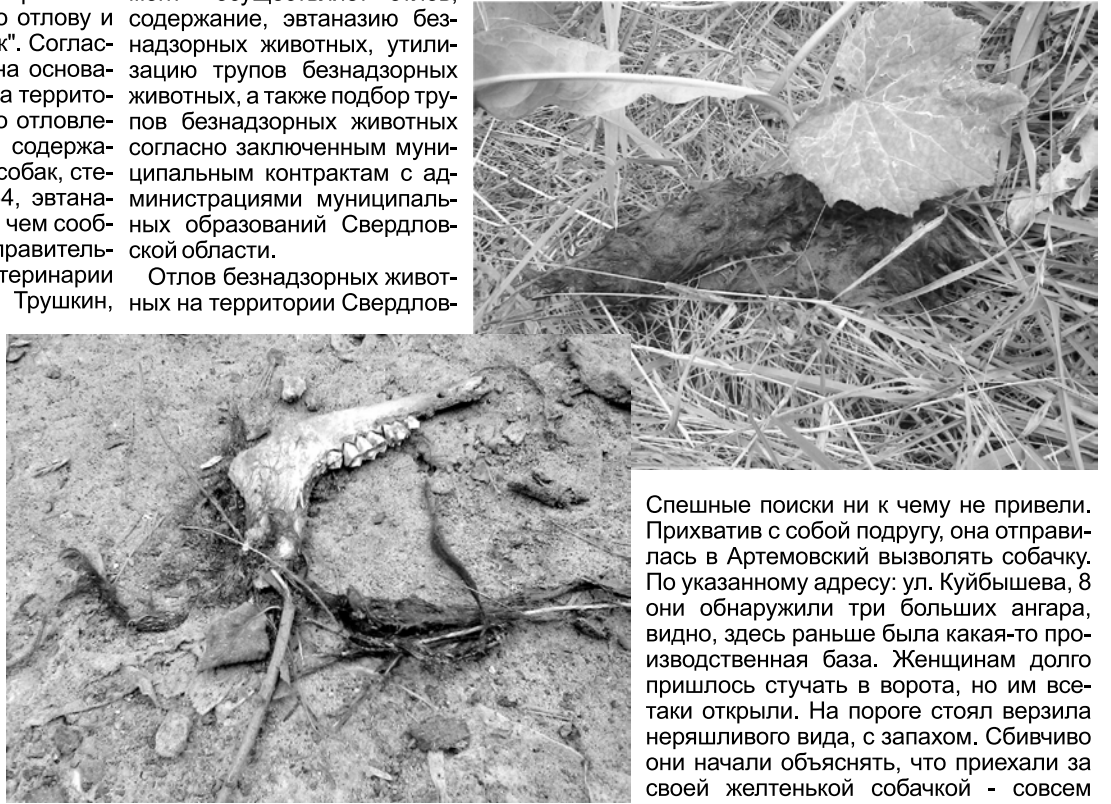 о отлову и
к". Соглас-
на основа-
а террито-
о отловле-
содержа-
собак, сте-
4, эвтана-
чем сооб-
правитель-
теринарии
Трушкин,
содержание, эвтаназию без-
надзорных животных, утили-
зацию трупов безнадзорных
животных, а также подбор тру-
пов безнадзорных животных
согласно заключенным муни-
ципальным контрактам с ад-
министрациями муниципаль-
ных образований Свердлов-
ской области.
Отлов безнадзорных живот-
ных на территории Свердлов-
Спешные поиски ни к чему не привели.
Прихватив с собой подругу, она отправи-
лась в Артемовский вызволять собачку.
По указанному адресу: ул. Куйбышева, 8
они обнаружили три больших ангара,
видно, здесь раньше была какая-то про-
изводственная база. Женщинам долго
пришлось стучать в ворота, но им все-
таки открыли. На пороге стоял верзила
неряшливого вида, с запахом. Сбивчиво
они начали объяснять, что приехали за
своей желтенькой собачкой - совсем